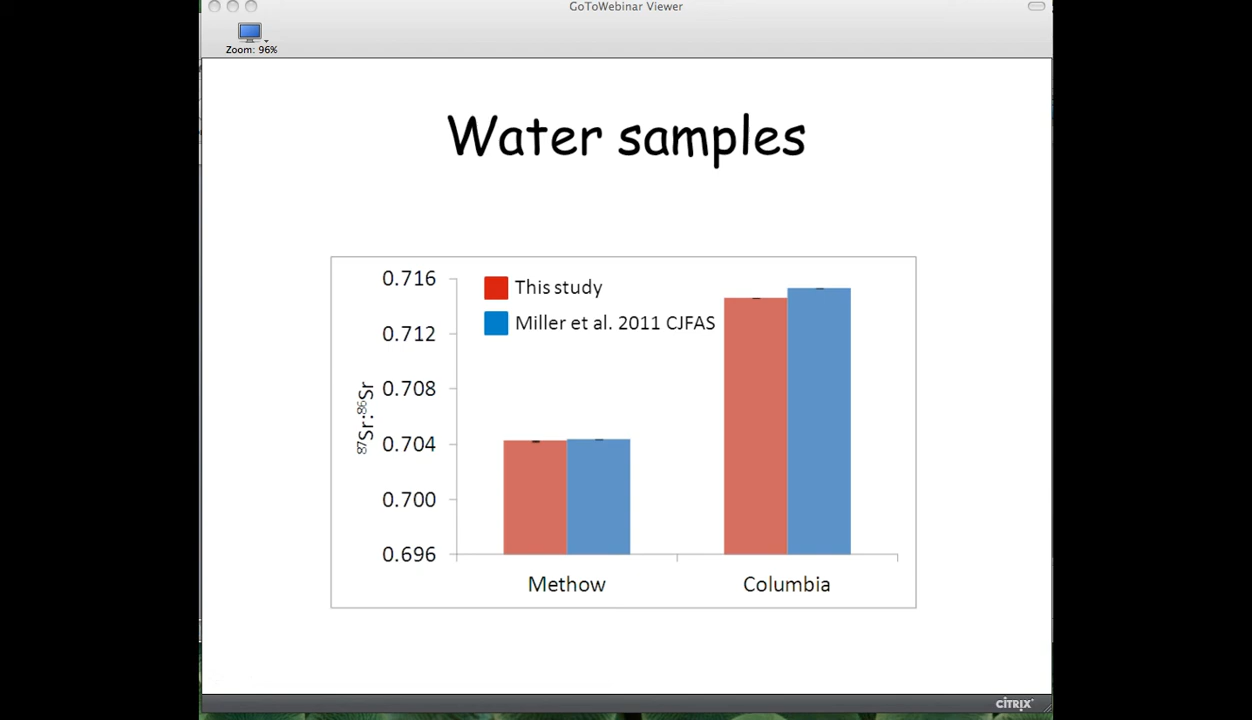 GoToWebinar Viewer
Zoom: 96%
Water samples
0.716
0.712
0.708
0.704
0.700
0.696
⁸⁷Sr:⁸⁶Sr
This study
Miller et al. 2011 CJFAS
Methow
Columbia
CITRIX